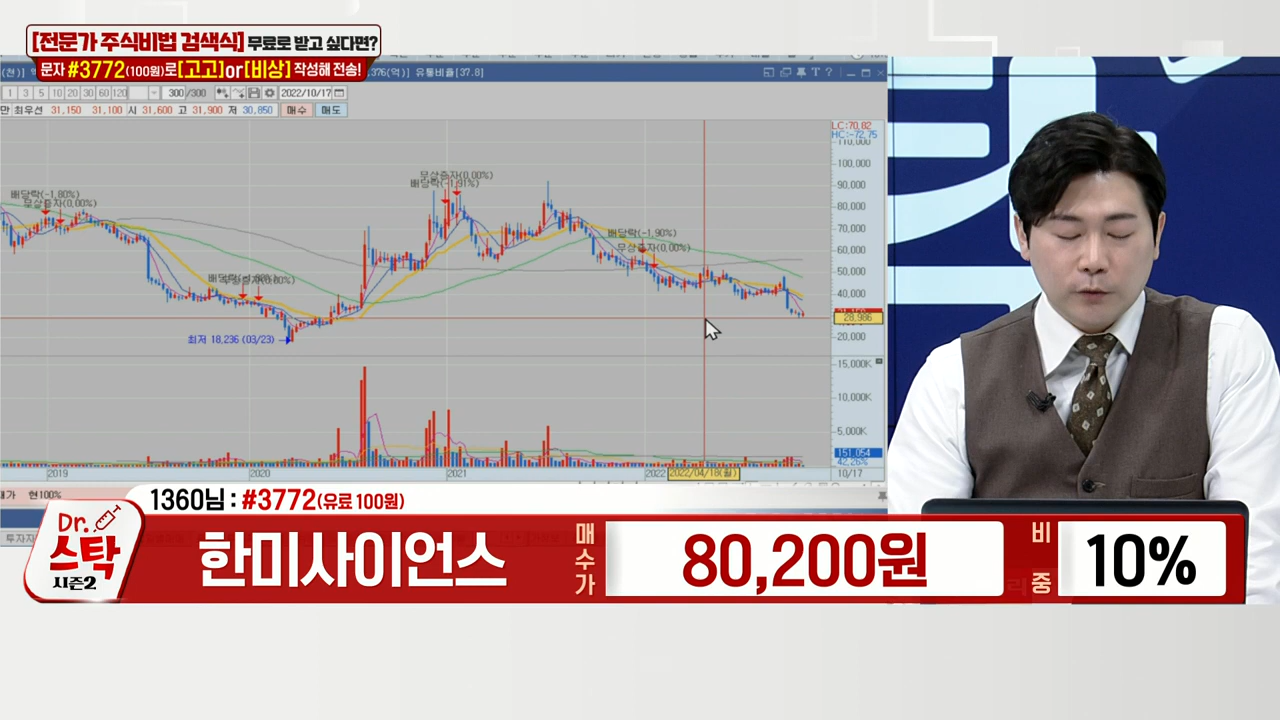 [전문가 주식비법 검색식] 무료로 받고 싶다면?
문자 #3772(100원)로 [고고]or[비상] 작성해 전송!
376(억)] 유통비율[37.8]
1 3 5 10 20 30 60 120 300 /300 2022/10/17
만 최우선 31,150 31,100 시 31,600 고 31,900 저 30,850 매수 매도
LC:70.82
HC:-72.75
110,000
100,000
90,000
80,000
70,000
60,000
50,000
40,000
28,986
20,000
15,000K
10,000K
5,000K
151,054
42.26%
배당락(-1,80%)
무상증자(0,00%)
무상증자(0,00%)
배당락(-1,91%)
배당락(-1,90%)
무상증자(0,00%)
최저 18,236 (03/23)
2019 2020 2021 2022 2022/04/18(월) 10/17
현100%
1360님 : #3772(유료 100원)
Dr.
스탁
시즌2
한미사이언스 매수가 80,200원 비중 10%